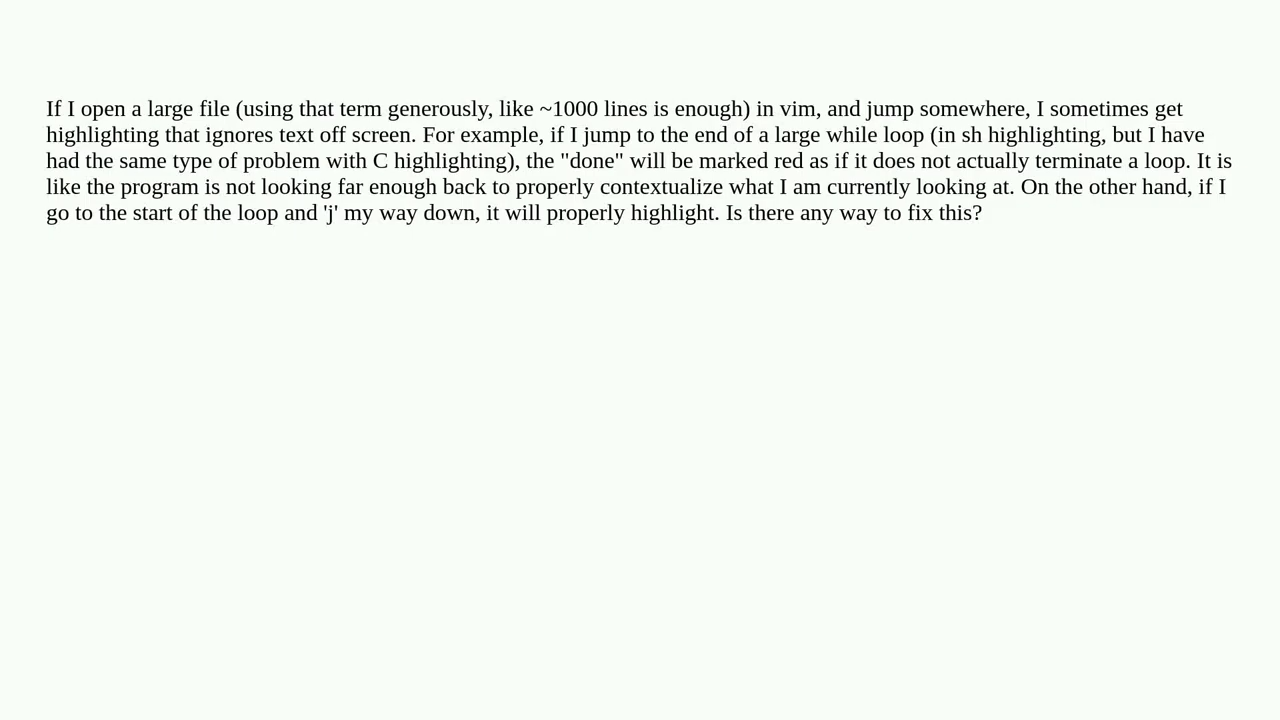 If I open a large file (using that term generously, like ~1000 lines is enough) in vim, and jump somewhere, I sometimes get
highlighting that ignores text off screen. For example, if I jump to the end of a large while loop (in sh highlighting, but I have
had the same type of problem with C highlighting), the "done" will be marked red as if it does not actually terminate a loop. It is
like the program is not looking far enough back to properly contextualize what I am currently looking at. On the other hand, if I
go to the start of the loop and 'j' my way down, it will properly highlight. Is there any way to fix this?